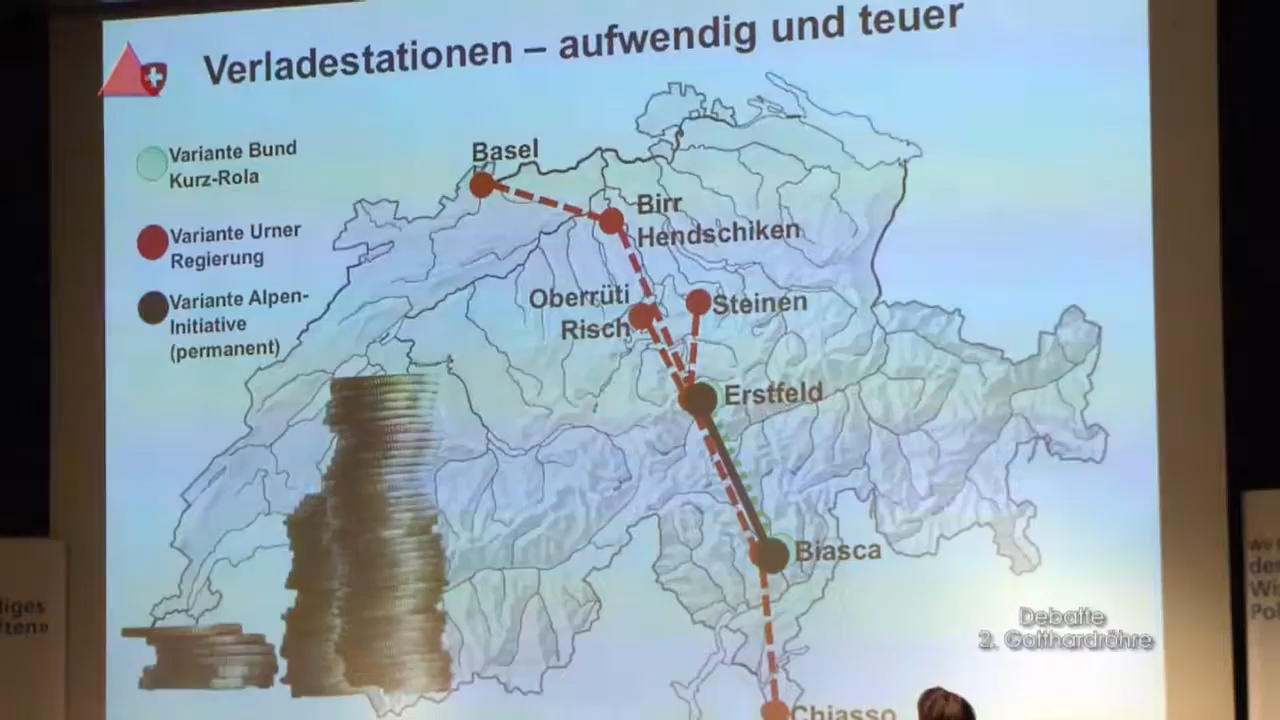 Verladestationen – aufwendig und teuer
Variante Bund
Kurz-Rola
Variante Urner
Regierung
Variante Alpen-
Initiative
(permanent)
Basel
Birr
Hendschiken
Oberrüti
Risch
Steinen
Erstfeld
Biasca
Chiasso
Debatte
2. Gotthardröhre